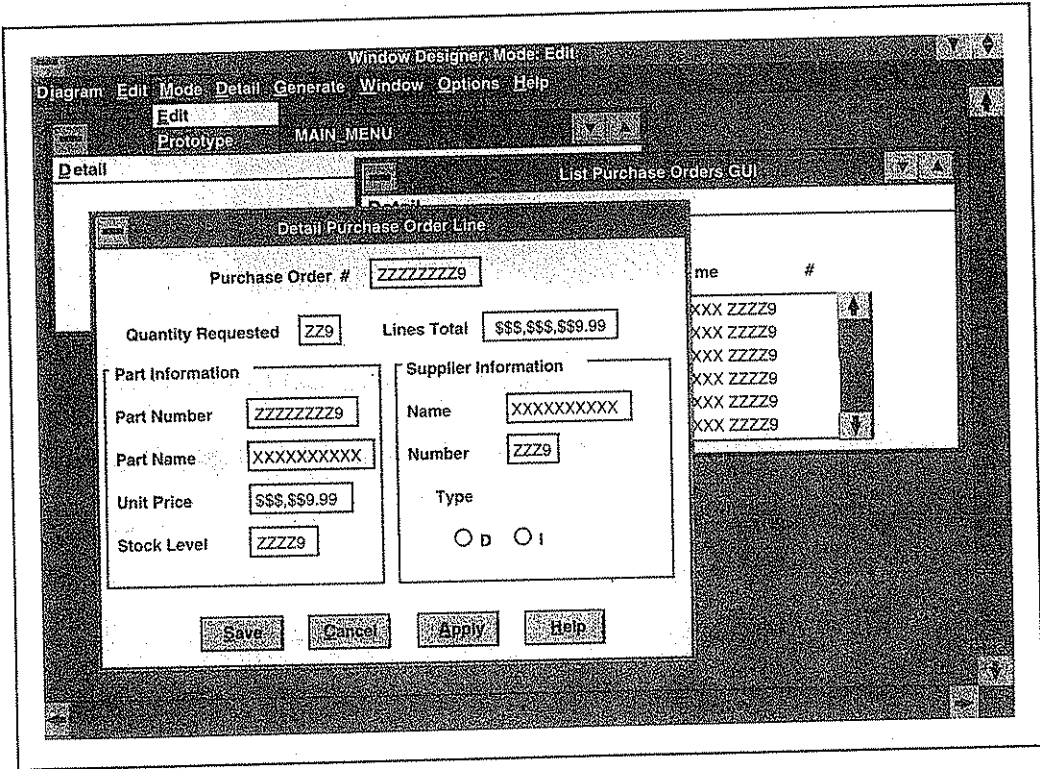 Window Designer. Mode: Edit
Diagram Edit Mode Detail Generate Window Options Help
Edit
Prototype
MAIN_MENU
Detail
List Purchase Orders GUI
Detail
Detail Purchase Order Line
Purchase Order #
ZZZZZZZZ9
Quantity Requested
ZZ9
Lines Total
$$$,$$$,$$9.99
Part Information
Part Number
ZZZZZZZZ9
Part Name
XXXXXXXXXX
Unit Price
$$$,$$9.99
Stock Level
ZZZZ9
Supplier Information
Name
XXXXXXXXXX
Number
ZZZ9
Type
D
I
Save
Cancel
Apply
Help
me #
XXX ZZZZ9
XXX ZZZZ9
XXX ZZZZ9
XXX ZZZZ9
XXX ZZZZ9
XXX ZZZZ9